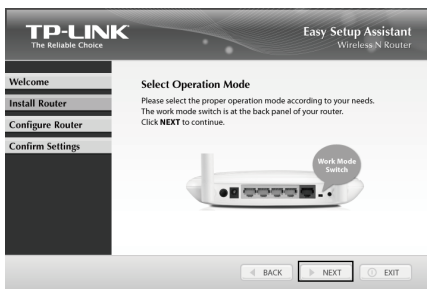 TP-LINK
The Reliable Choice
Easy Setup Assistant
Wireless N Router
Welcome
Install Router
Configure Router
Confirm Settings
Select Operation Mode
Please select the proper operation mode according to your needs.
The work mode switch is at the back panel of your router.
Click NEXT to continue.
Work Mode
Switch
BACK
NEXT
EXIT